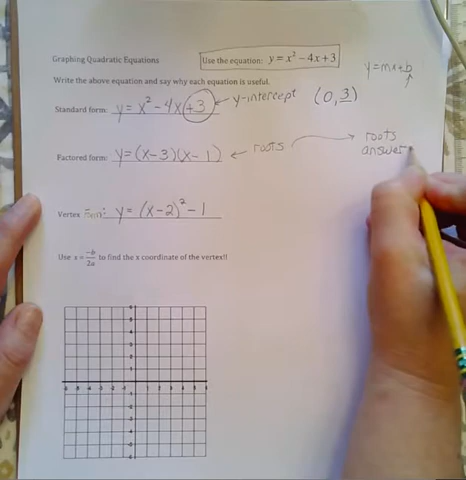 Graphing Quadratic Equations
Use the equation: y = x² − 4x + 3
y=mx+b
Write the above equation and say why each equation is useful.
Standard form: y = x² − 4x + 3 ← y-intercept (0, 3)
Factored form: y = (x−3)(x−1) ← roots → roots
answer
Vertex Form: y = (x−2)² − 1
Use x = −b/2a to find the x coordinate of the vertex!!